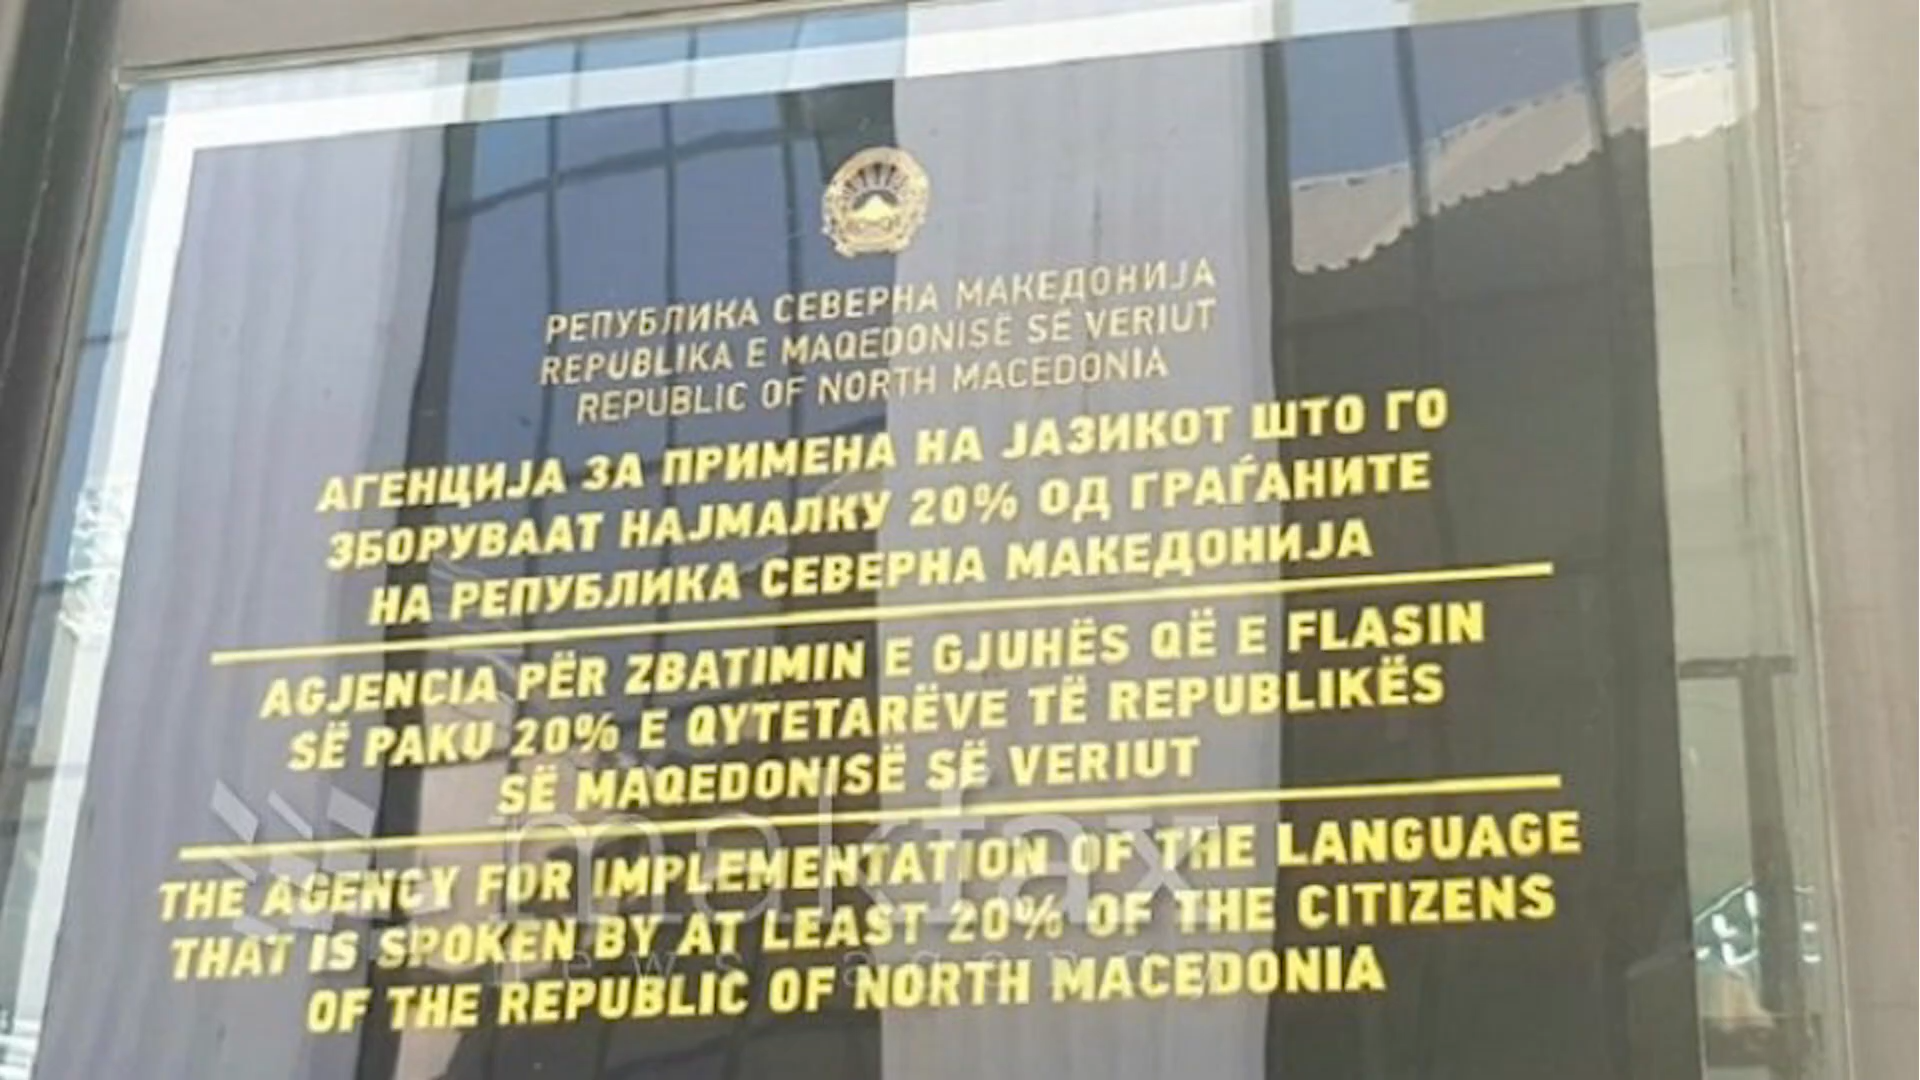 РЕПУБЛИКА СЕВЕРНА МАКЕДОНИЈА
REPUBLIKA E MAQEDONISË SË VERIUT
REPUBLIC OF NORTH MACEDONIA
АГЕНЦИЈА ЗА ПРИМЕНА НА ЈАЗИКОТ ШТО ГО
ЗБОРУВААТ НАЈМАЛКУ 20% ОД ГРАЃАНИТЕ
НА РЕПУБЛИКА СЕВЕРНА МАКЕДОНИЈА
AGJENCIA PËR ZBATIMIN E GJUHËS QË E FLASIN
SË PAKU 20% E QYTETARËVE TË REPUBLIKËS
SË MAQEDONISË SË VERIUT
THE AGENCY FOR IMPLEMENTATION OF THE LANGUAGE
THAT IS SPOKEN BY AT LEAST 20% OF THE CITIZENS
OF THE REPUBLIC OF NORTH MACEDONIA
makfax
news agency